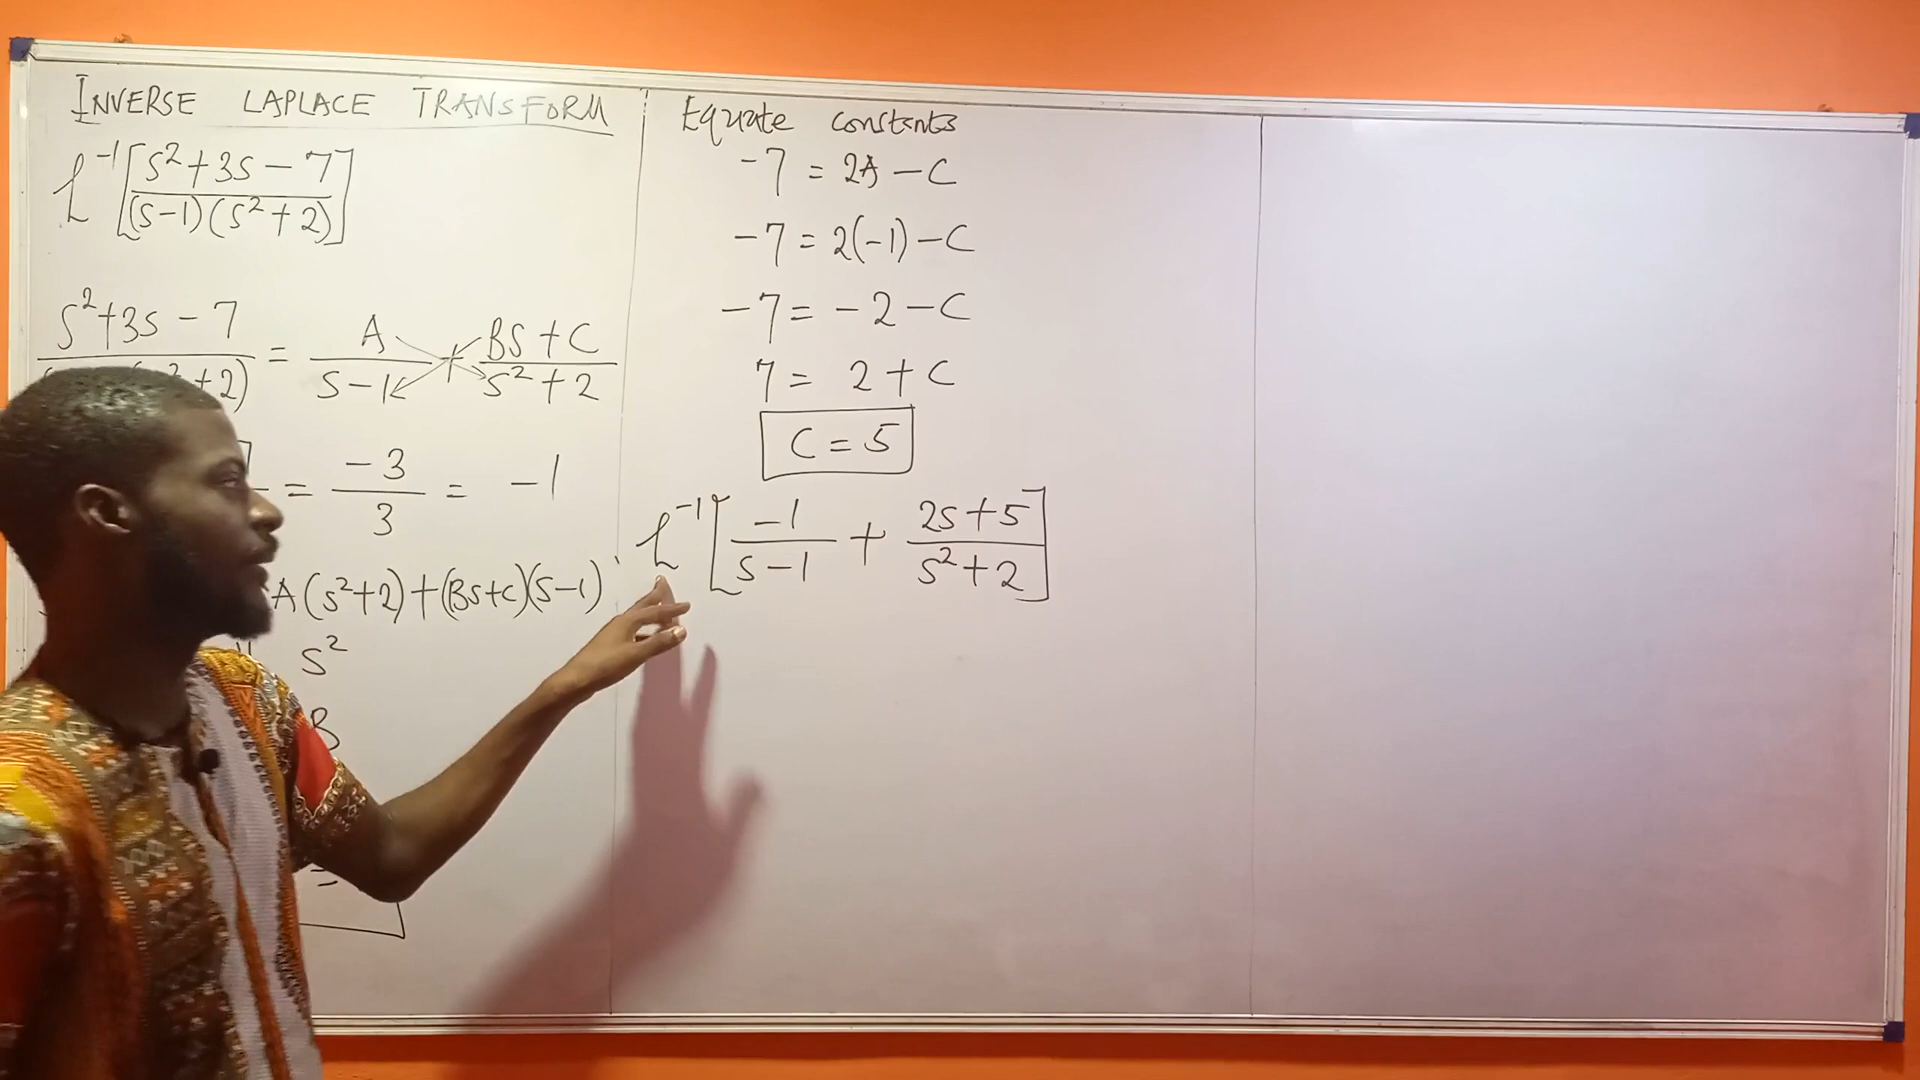 INVERSE LAPLACE TRANSFORM
ℒ⁻¹[(s²+3s−7)/((s−1)(s²+2))]
s²+3s−7 / +2) = A/(s−1) + (Bs+C)/(s²+2)
= −3/3 = −1
A(s²+2)+(Bs+C)(s−1)
s²
B
=
Equate constants
−7 = 2A −C
−7 = 2(−1) −C
−7 = −2 −C
7 = 2+C
C = 5
ℒ⁻¹[−1/(s−1) + (2s+5)/(s²+2)]